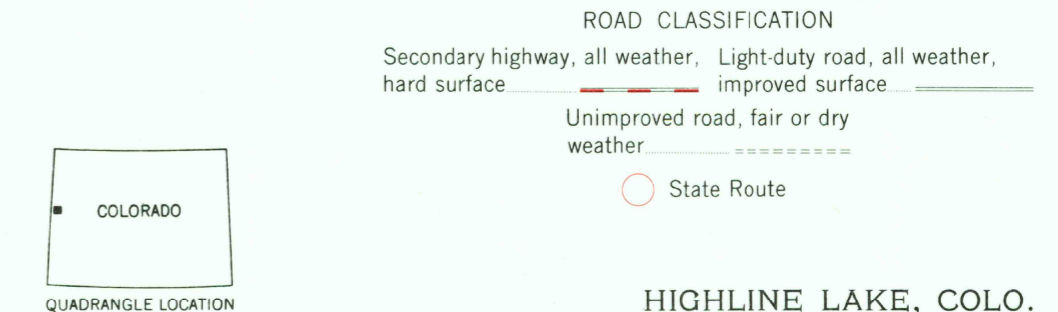 ROAD CLASSIFICATION
Secondary highway, all weather,
hard surface
Light-duty road, all weather,
improved surface
Unimproved road, fair or dry
weather
State Route
COLORADO
QUADRANGLE LOCATION
HIGHLINE LAKE, COLO.